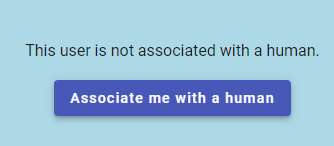 This user is not associated with a human.
Associate me with a human